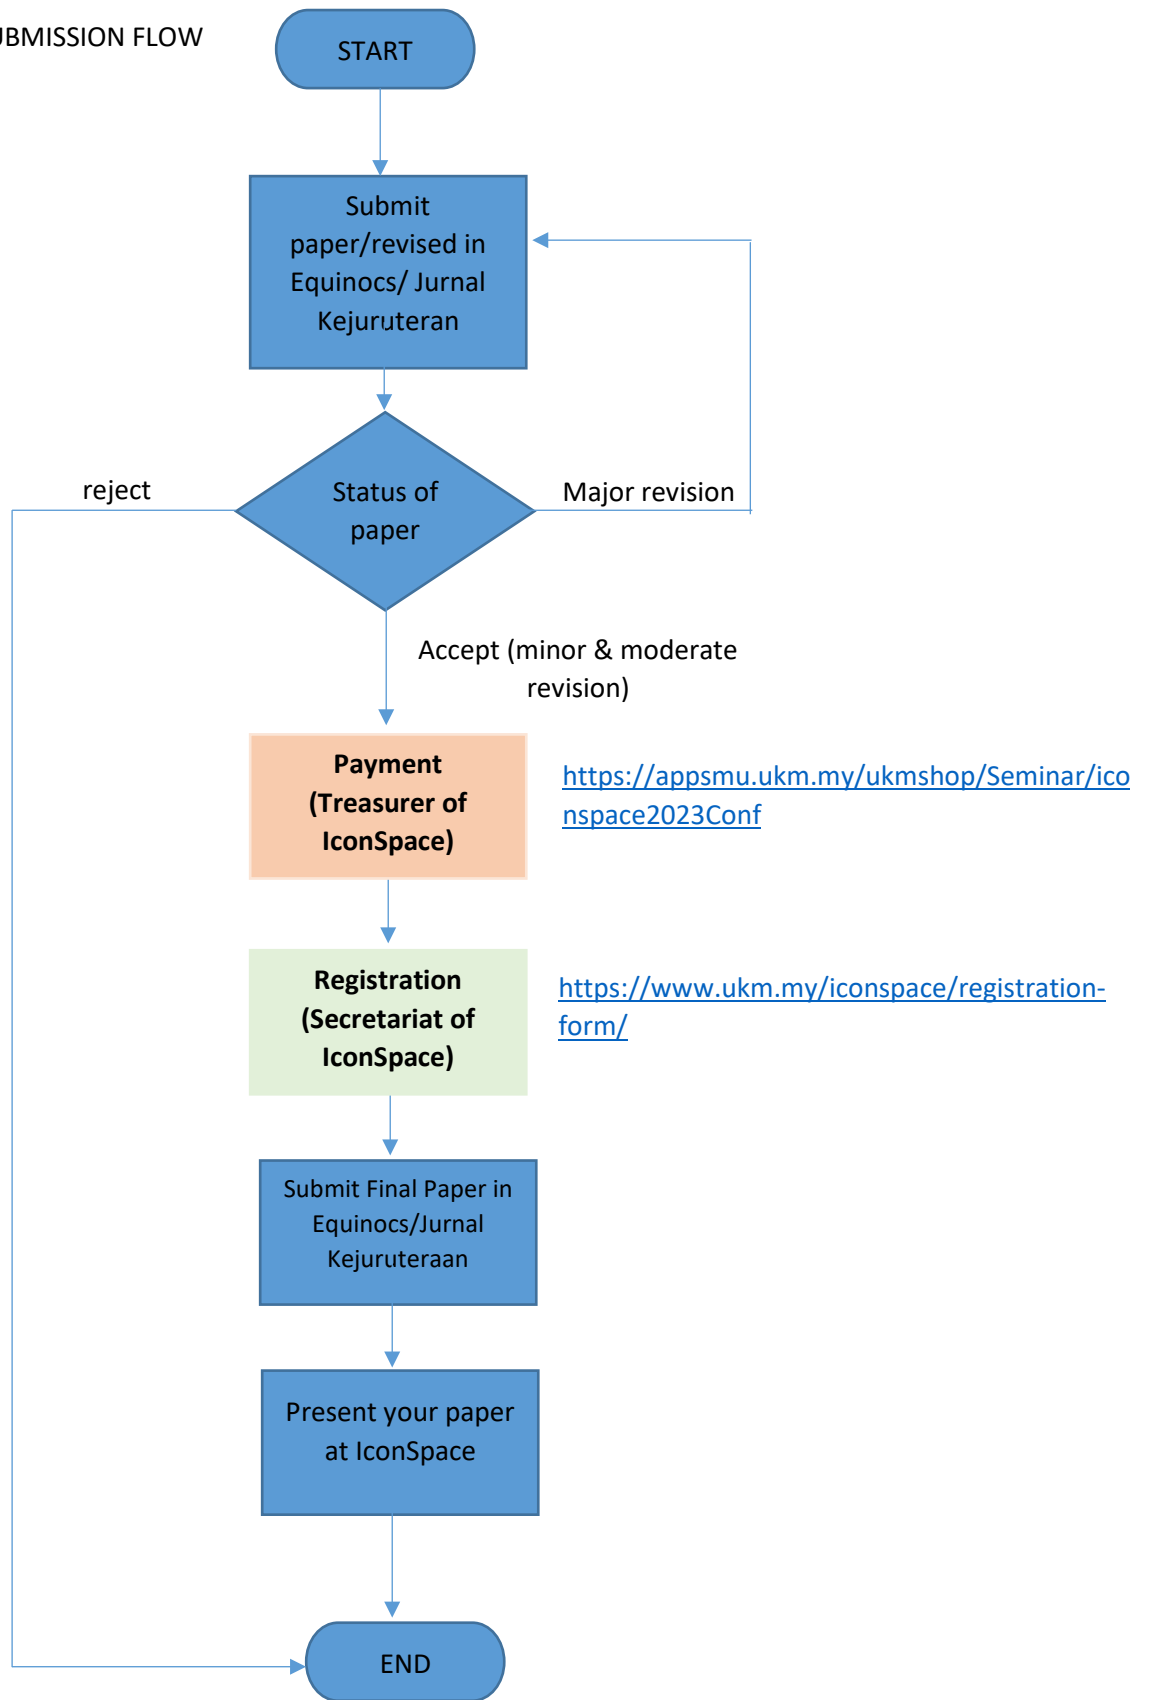 UBMISSION FLOW
START
Submit
paper/revised in
Equinocs/ Jurnal
Kejuruteran
reject
Status of
paper
Major revision
Accept (minor & moderate
revision)
Payment
(Treasurer of
IconSpace)
https://appsmu.ukm.my/ukmshop/Seminar/ico
nspace2023Conf
Registration
(Secretariat of
IconSpace)
https://www.ukm.my/iconspace/registration-
form/
Submit Final Paper in
Equinocs/Jurnal
Kejuruteraan
Present your paper
at IconSpace
END